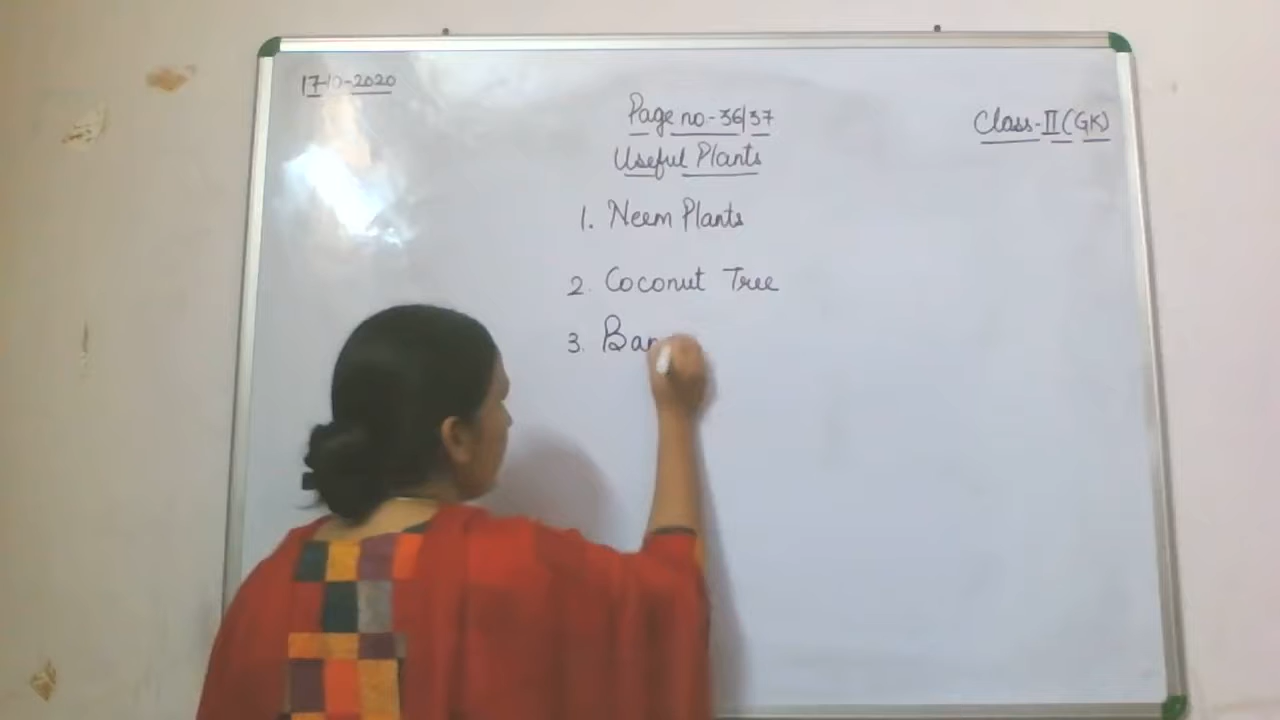 17-10-2020
Page no-36/37
Class-II (GK)
Useful Plants
1. Neem Plants
2. Coconut Tree
3. Ban